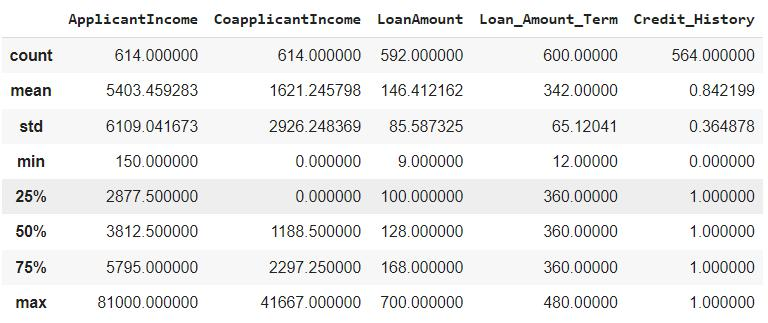 ApplicantIncome CoapplicantIncome LoanAmount Loan_Amount_Term Credit_History
count 614.000000 614.000000 592.000000 600.00000 564.000000
mean 5403.459283 1621.245798 146.412162 342.00000 0.842199
std 6109.041673 2926.248369 85.587325 65.12041 0.364878
min 150.000000 0.000000 9.000000 12.00000 0.000000
25% 2877.500000 0.000000 100.000000 360.00000 1.000000
50% 3812.500000 1188.500000 128.000000 360.00000 1.000000
75% 5795.000000 2297.250000 168.000000 360.00000 1.000000
max 81000.000000 41667.000000 700.000000 480.00000 1.000000